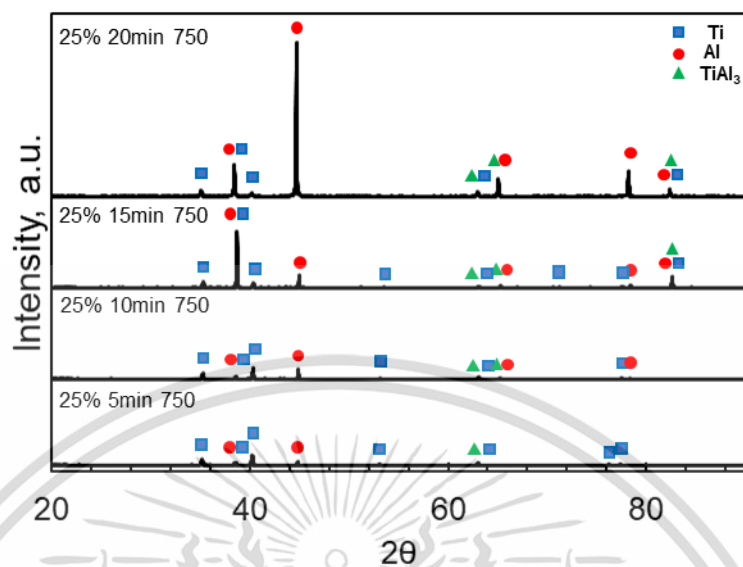 25% 20min 750
Ti
Al
TiAl₃
25% 15min 750
25% 10min 750
25% 5min 750
Intensity, a.u.
20 40 60 80
2θ